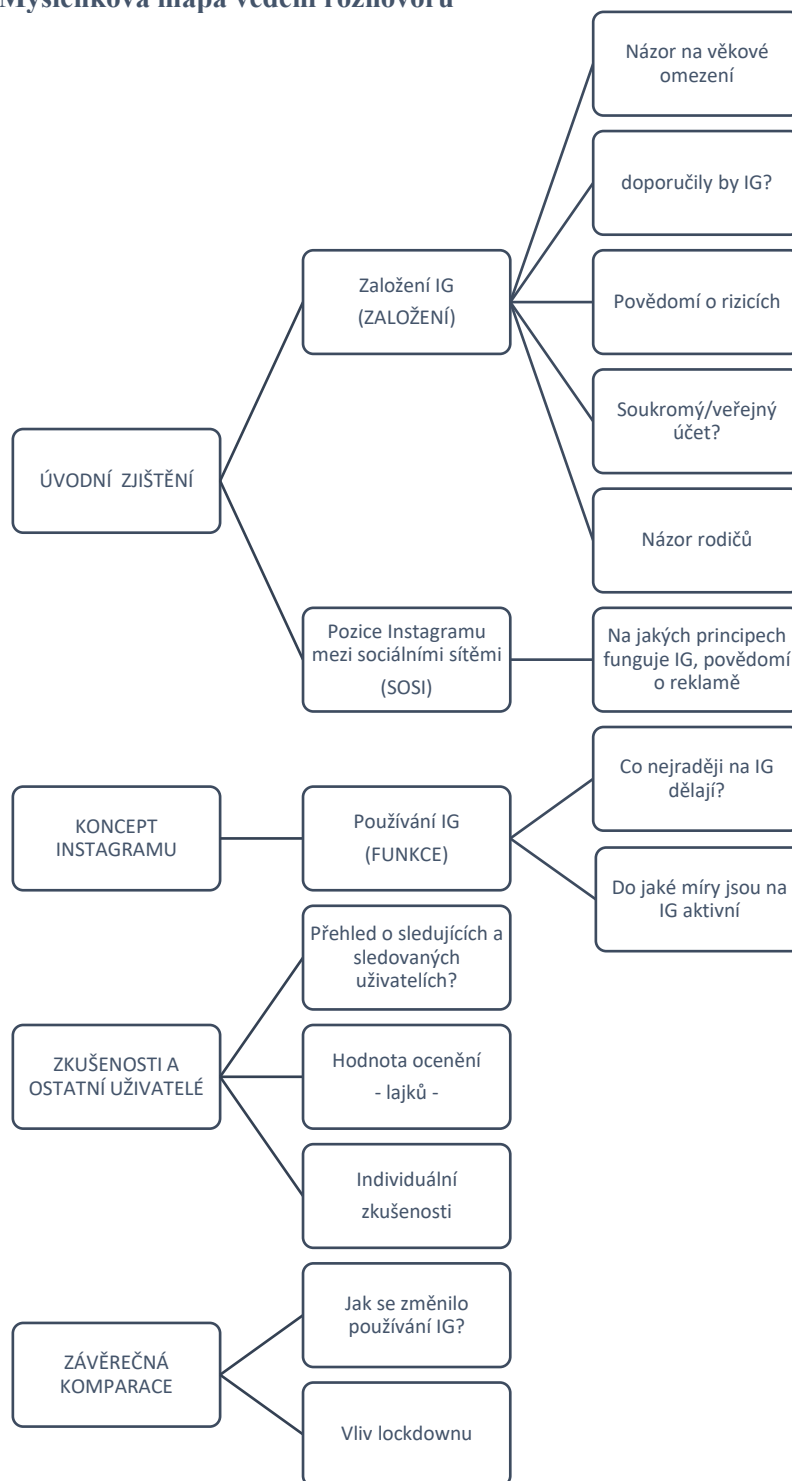 Myšlenková mapa vedení rozhovorů
Názor na věkové
omezení
doporučily by IG?
Založení IG
(ZALOŽENÍ)
Povědomí o rizicích
Soukromý/veřejný
účet?
ÚVODNÍ ZJIŠTĚNÍ
Názor rodičů
Pozice Instagramu
mezi sociálními sítěmi
(SOSI)
Na jakých principech
funguje IG, povědomí
o reklamě
KONCEPT
INSTAGRAMU
Používání IG
(FUNKCE)
Co nejraději na IG
dělají?
Do jaké míry jsou na
IG aktivní
ZKUŠENOSTI A
OSTATNÍ UŽIVATELÉ
Přehled o sledujících a
sledovaných
uživatelích?
Hodnota ocenění
- lajků -
Individuální
zkušenosti
ZÁVĚREČNÁ
KOMPARACE
Jak se změnilo
používání IG?
Vliv lockdownu